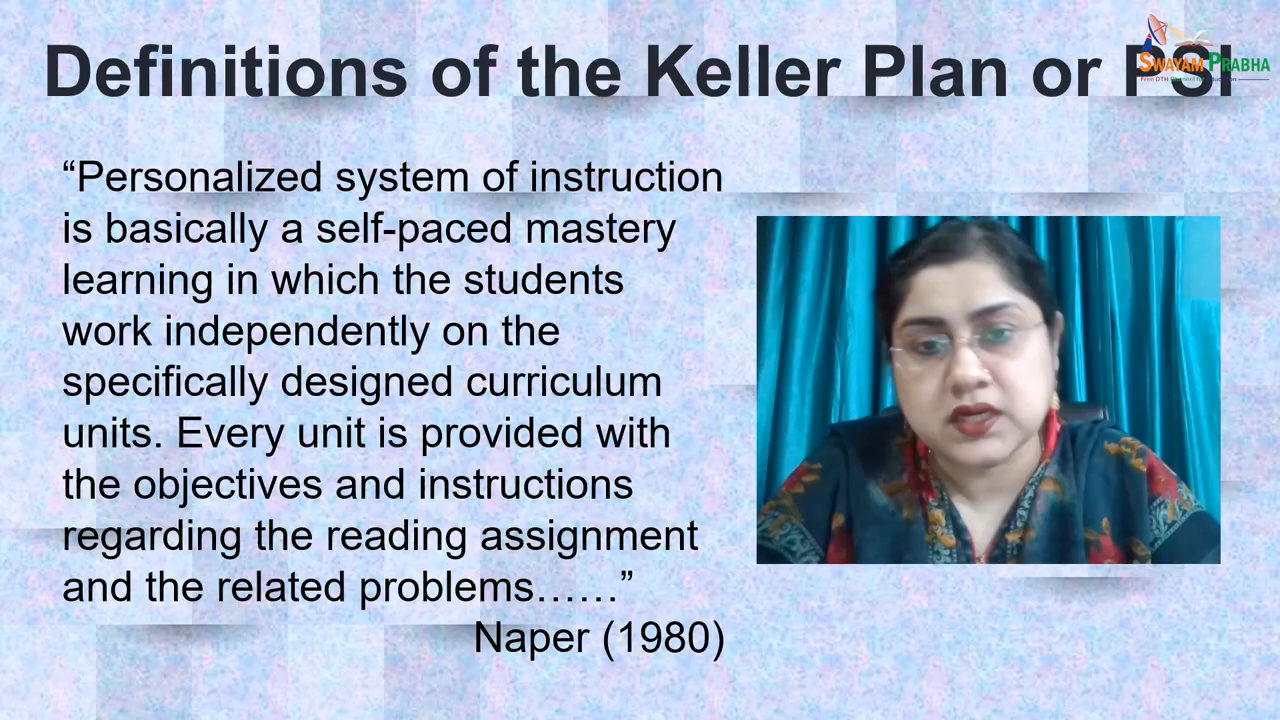 Definitions of the Keller Plan or PSI
SWAYAM PRABHA
“Personalized system of instruction
is basically a self-paced mastery
learning in which the students
work independently on the
specifically designed curriculum
units. Every unit is provided with
the objectives and instructions
regarding the reading assignment
and the related problems……”
Naper (1980)